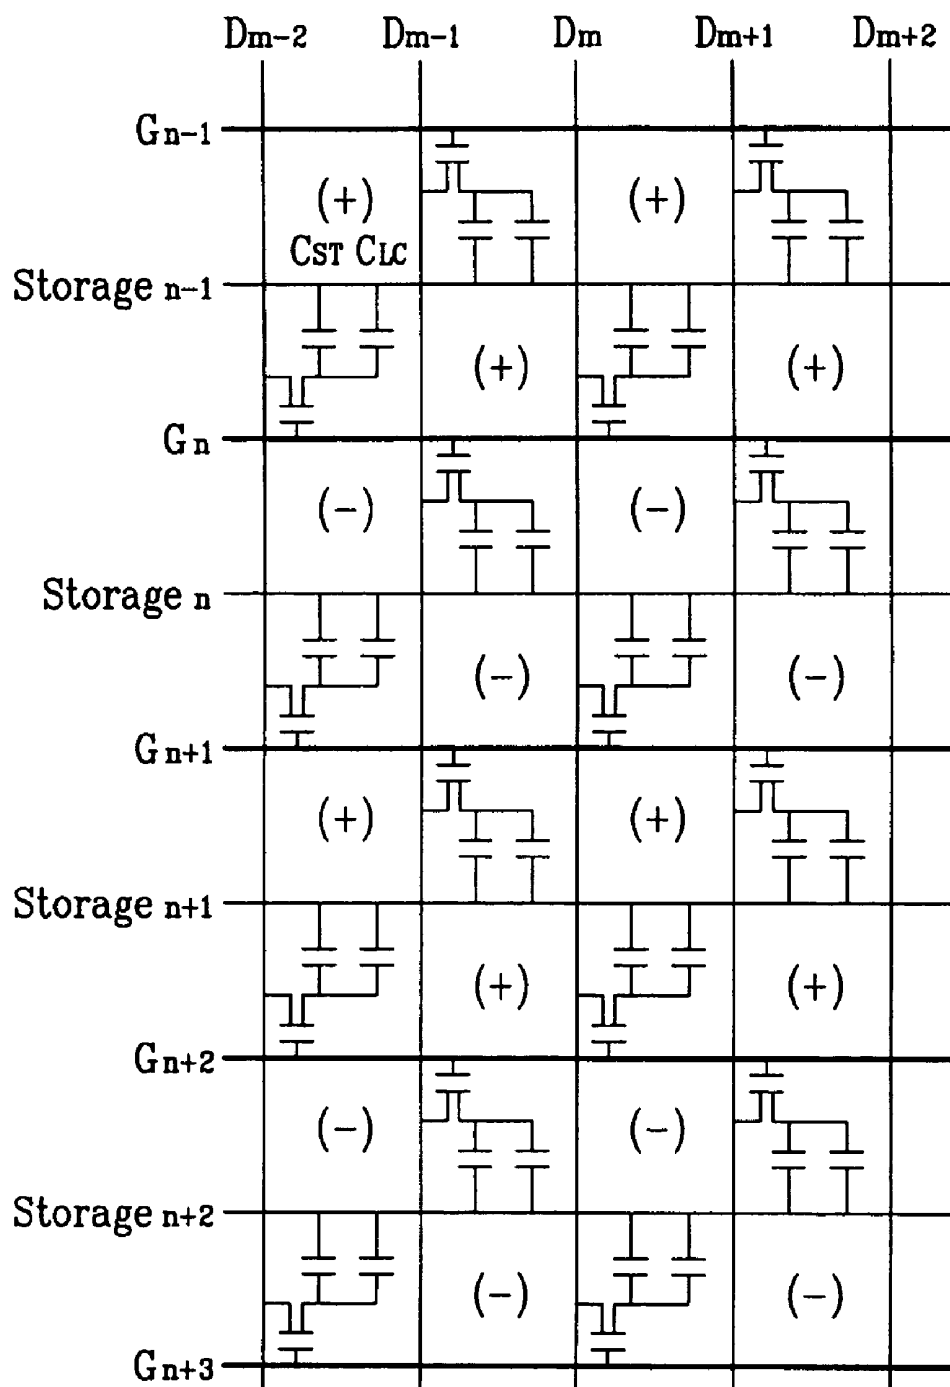 Dm-2 Dm-1 Dm Dm+1 Dm+2
Gn-1
(+) (+)
CST CLC
Storage n-1
(+) (+)
Gn
(-) (-)
Storage n
(-) (-)
Gn+1
(+) (+)
Storage n+1
(+) (+)
Gn+2
(-) (-)
Storage n+2
(-) (-)
Gn+3